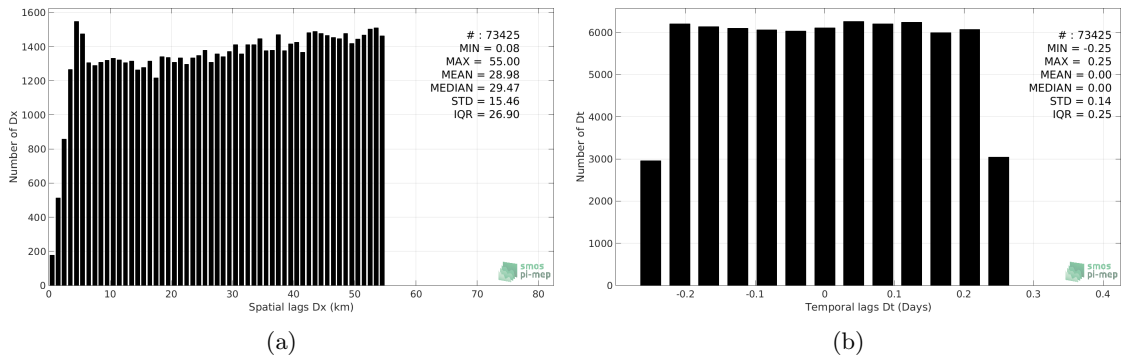 1600
1400
1200
1000
800
600
400
200
0
Number of Dx
# : 73425
MIN = 0.08
MAX = 55.00
MEAN = 28.98
MEDIAN = 29.47
STD = 15.46
IQR = 26.90
smos
pi-mep
0 10 20 30 40 50 60 70 80
Spatial lags Dx (km)
(a)
6000
5000
4000
3000
2000
1000
0
Number of Dt
# : 73425
MIN = -0.25
MAX = 0.25
MEAN = 0.00
MEDIAN = 0.00
STD = 0.14
IQR = 0.25
smos
pi-mep
-0.2 -0.1 0 0.1 0.2 0.3 0.4
Temporal lags Dt (Days)
(b)